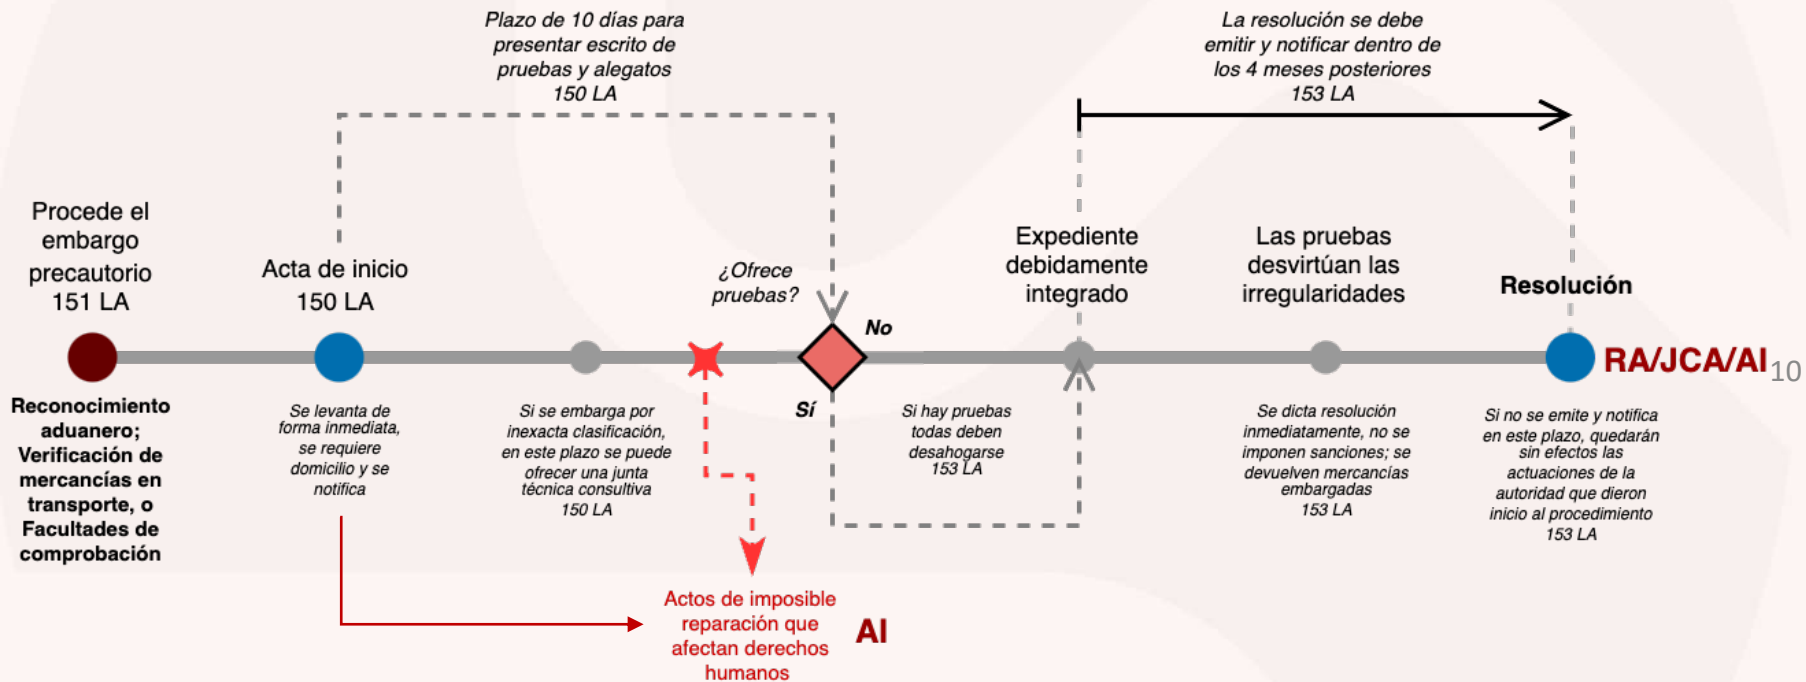 Plazo de 10 días para
presentar escrito de
pruebas y alegatos
150 LA
La resolución se debe
emitir y notificar dentro de
los 4 meses posteriores
153 LA
Procede el
embargo
precautorio
151 LA
Acta de inicio
150 LA
¿Ofrece
pruebas?
No
Sí
Expediente
debidamente
integrado
Las pruebas
desvirtúan las
irregularidades
Resolución
RA/JCA/AI
10
Reconocimiento
aduanero;
Verificación de
mercancías en
transporte, o
Facultades de
comprobación
Se levanta de
forma inmediata,
se requiere
domicilio y se
notifica
Si se embarga por
inexacta clasificación,
en este plazo se puede
ofrecer una junta
técnica consultiva
150 LA
Si hay pruebas
todas deben
desahogarse
153 LA
Se dicta resolución
inmediatamente, no se
imponen sanciones; se
devuelven mercancías
embargadas
153 LA
Si no se emite y notifica
en este plazo, quedarán
sin efectos las
actuaciones de la
autoridad que dieron
inicio al procedimiento
153 LA
Actos de imposible
reparación que
afectan derechos
humanos
AI